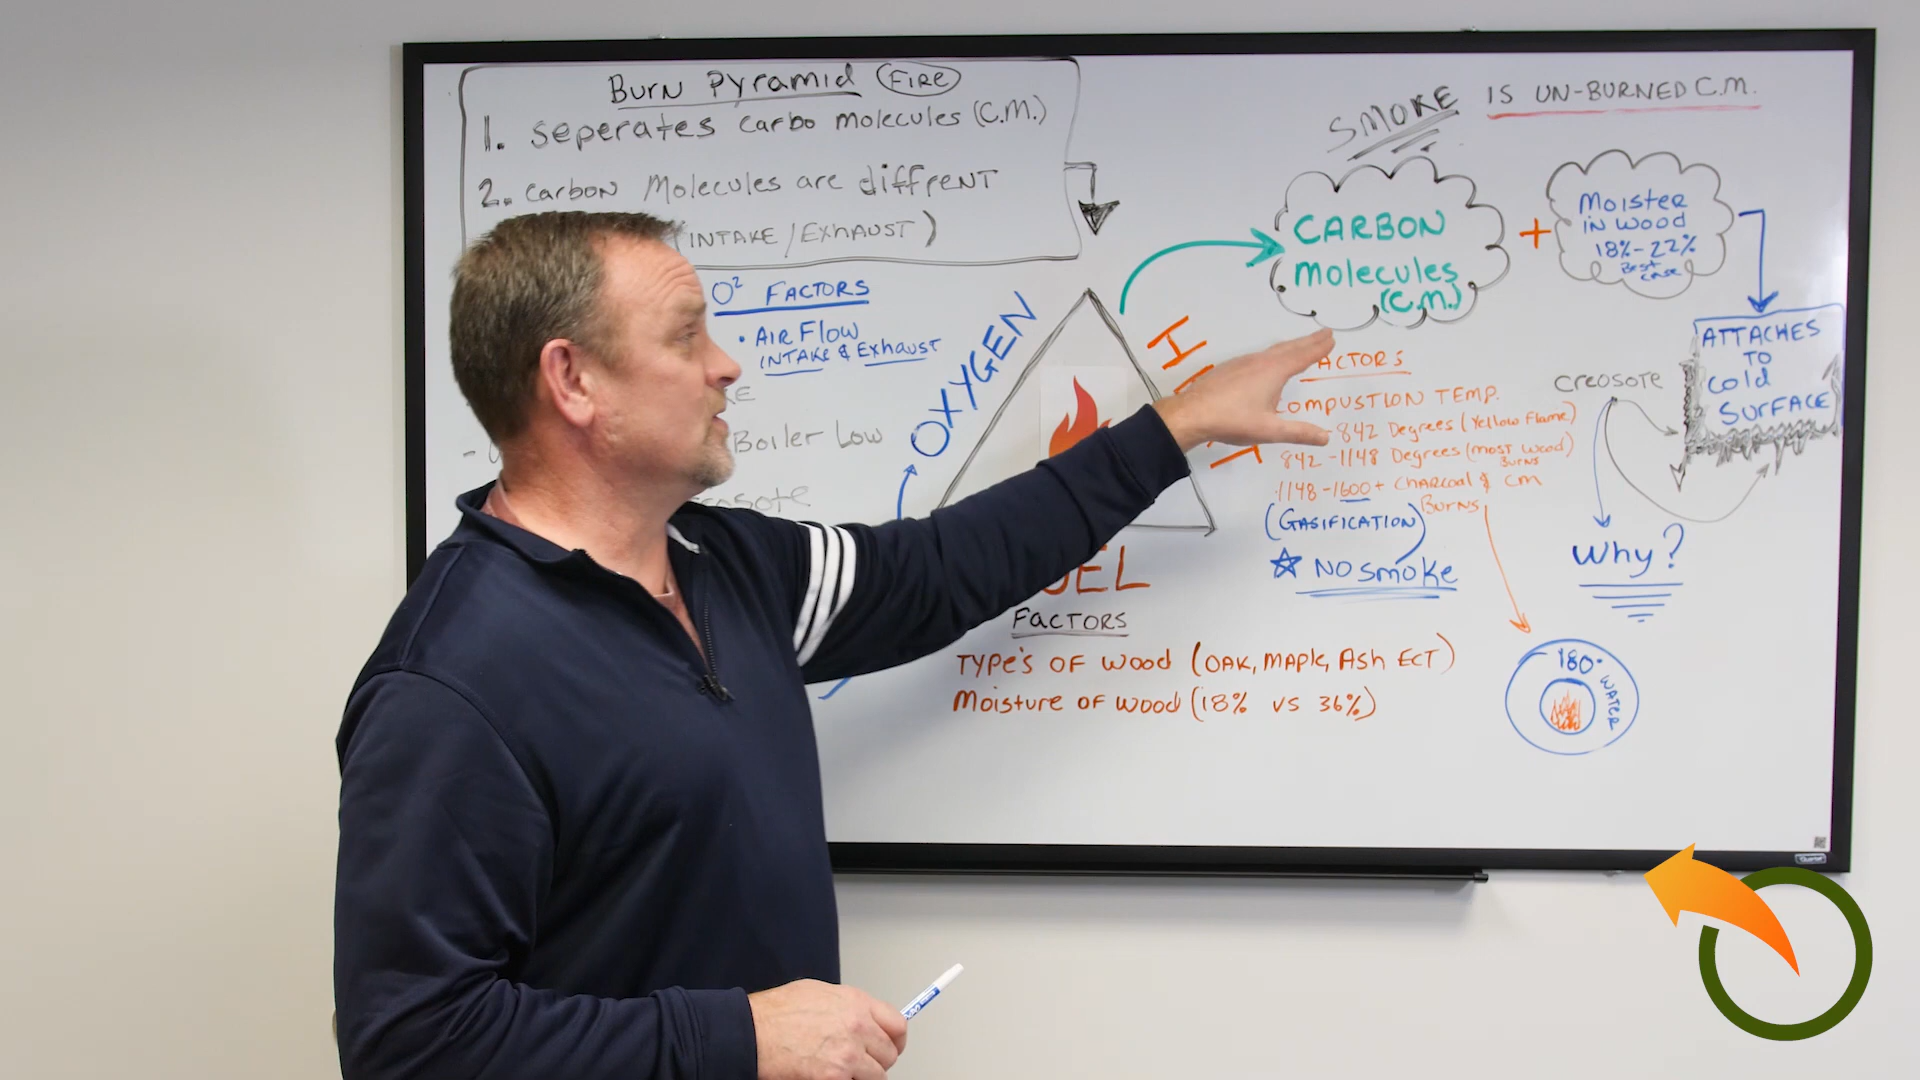 Burn Pyramid (FIRE)
1. seperates carbo molecules (C.M.)
2. carbon Molecules are diffrent
(INTAKE/EXHAUST)
O² FACTORS
• AIR Flow
INTAKE & Exhaust
Boiler Low
OXYGEN
FACTORS
Type's OF wood (OAK, MAPLE, Ash ECT)
Moisture OF wood (18% vs 36%)
SMOKE IS UN-BURNED C.M.
CARBON
molecules
(C.M.)
+
Moister
in wood
18%-22%
Best
case
ATTACHES
TO
cold
SURFACE
creosote
Why?
ACTORS
COMPUSTION TEMP.
-842 Degrees (Yellow Flame)
842-1148 Degrees (most wood)
Burns
1148-1600+ CHARCOAL & CM
Burns
(GASIFICATION)
NO smoke
180°
WATER